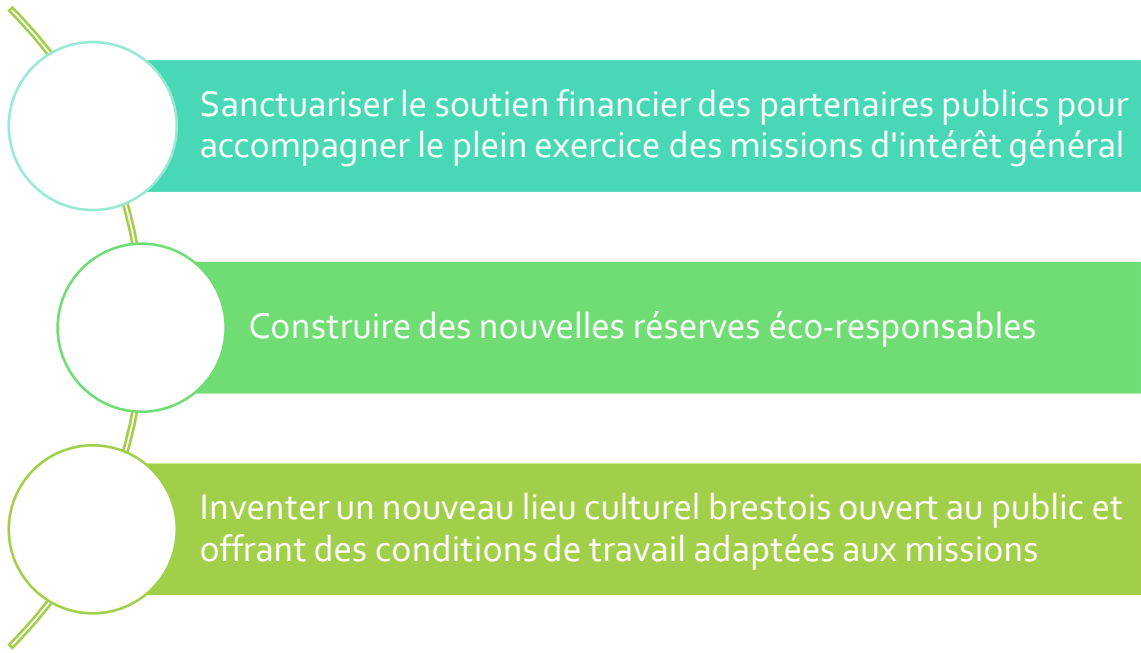 Sanctuariser le soutien financier des partenaires publics pour
accompagner le plein exercice des missions d'intérêt général
Construire des nouvelles réserves éco-responsables
Inventer un nouveau lieu culturel brestois ouvert au public et
offrant des conditions de travail adaptées aux missions